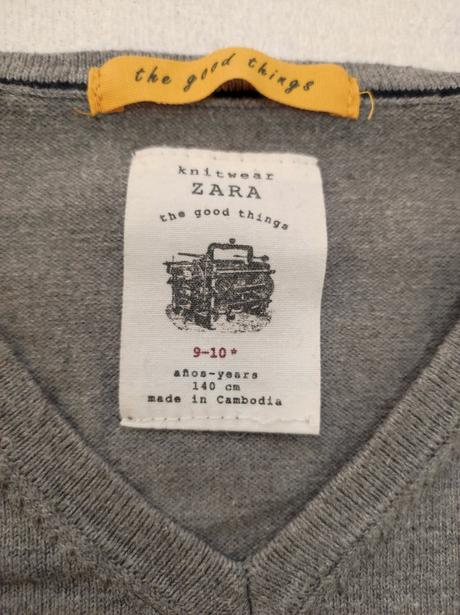 the good things
knitwear
ZARA
the good things
9-10*
años-years
140 cm
made in Cambodia